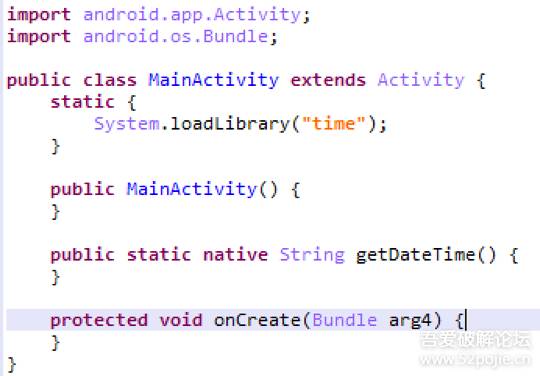 import android.app.Activity;
import android.os.Bundle;
public class MainActivity extends Activity {
    static {
        System.loadLibrary("time");
    }
    public MainActivity() {
    }
    public static native String getDateTime() {
    }
    protected void onCreate(Bundle arg4) {
    }
}
吾爱破解论坛
www.52pojie.cn